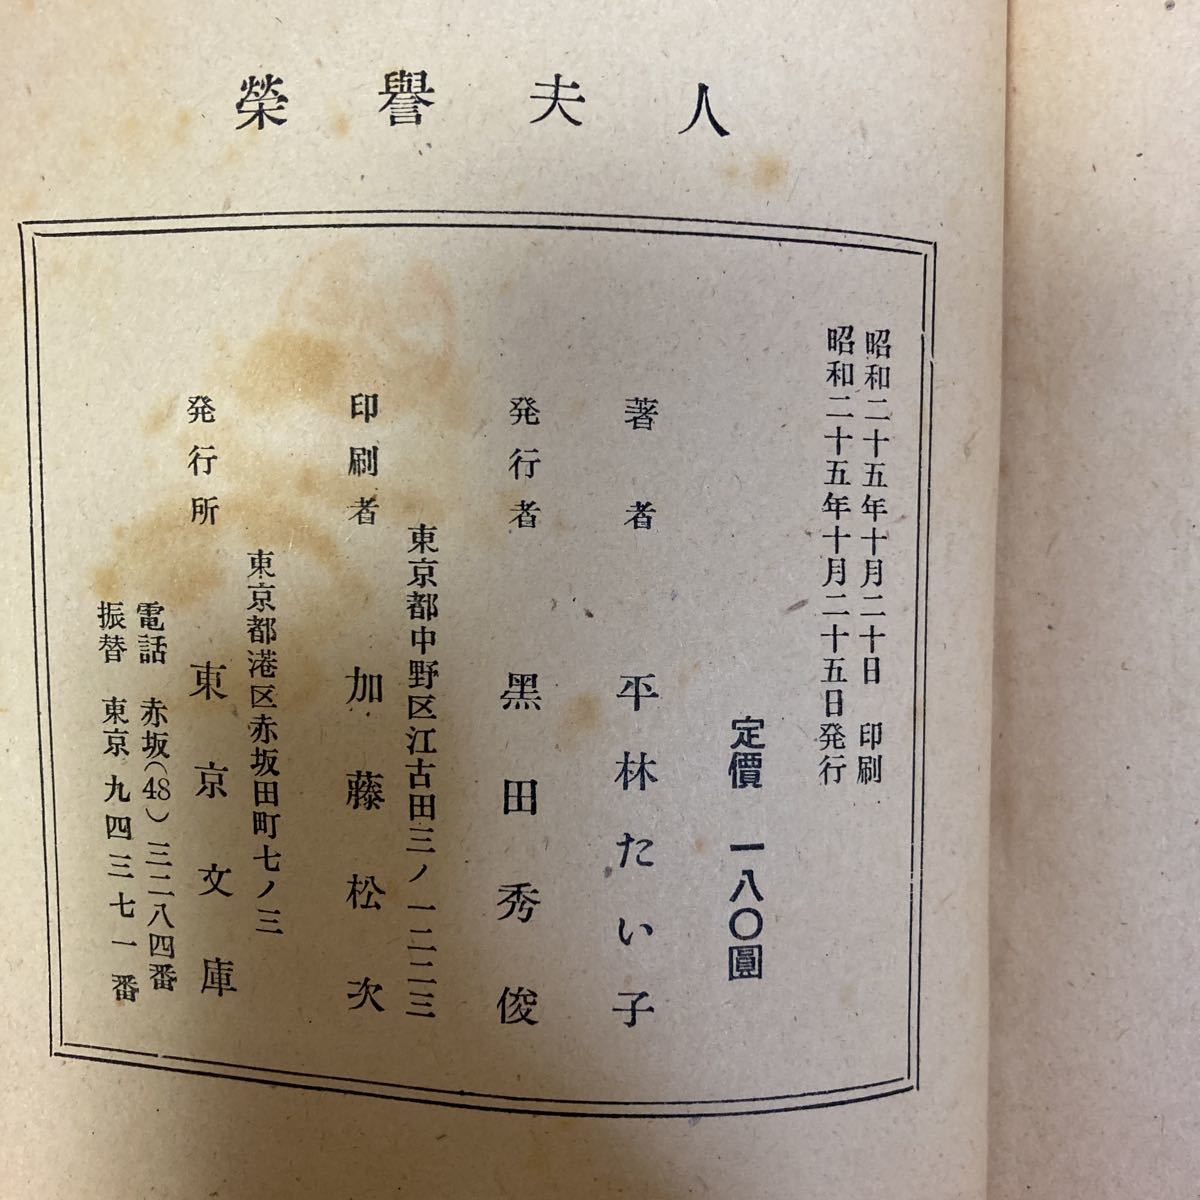 榮譽夫人
昭和二十五年十月二十日 印刷
昭和二十五年十月二十五日発行
定價 一八〇圓
著者 平林たい子
発行者 黒田秀俊
東京都中野区江古田三ノ一二二三
印刷者 加藤松次
東京都港区赤坂田町七ノ三
発行所 東京文庫
電話 赤坂(48)三二八四番
振替 東京九四三七一番